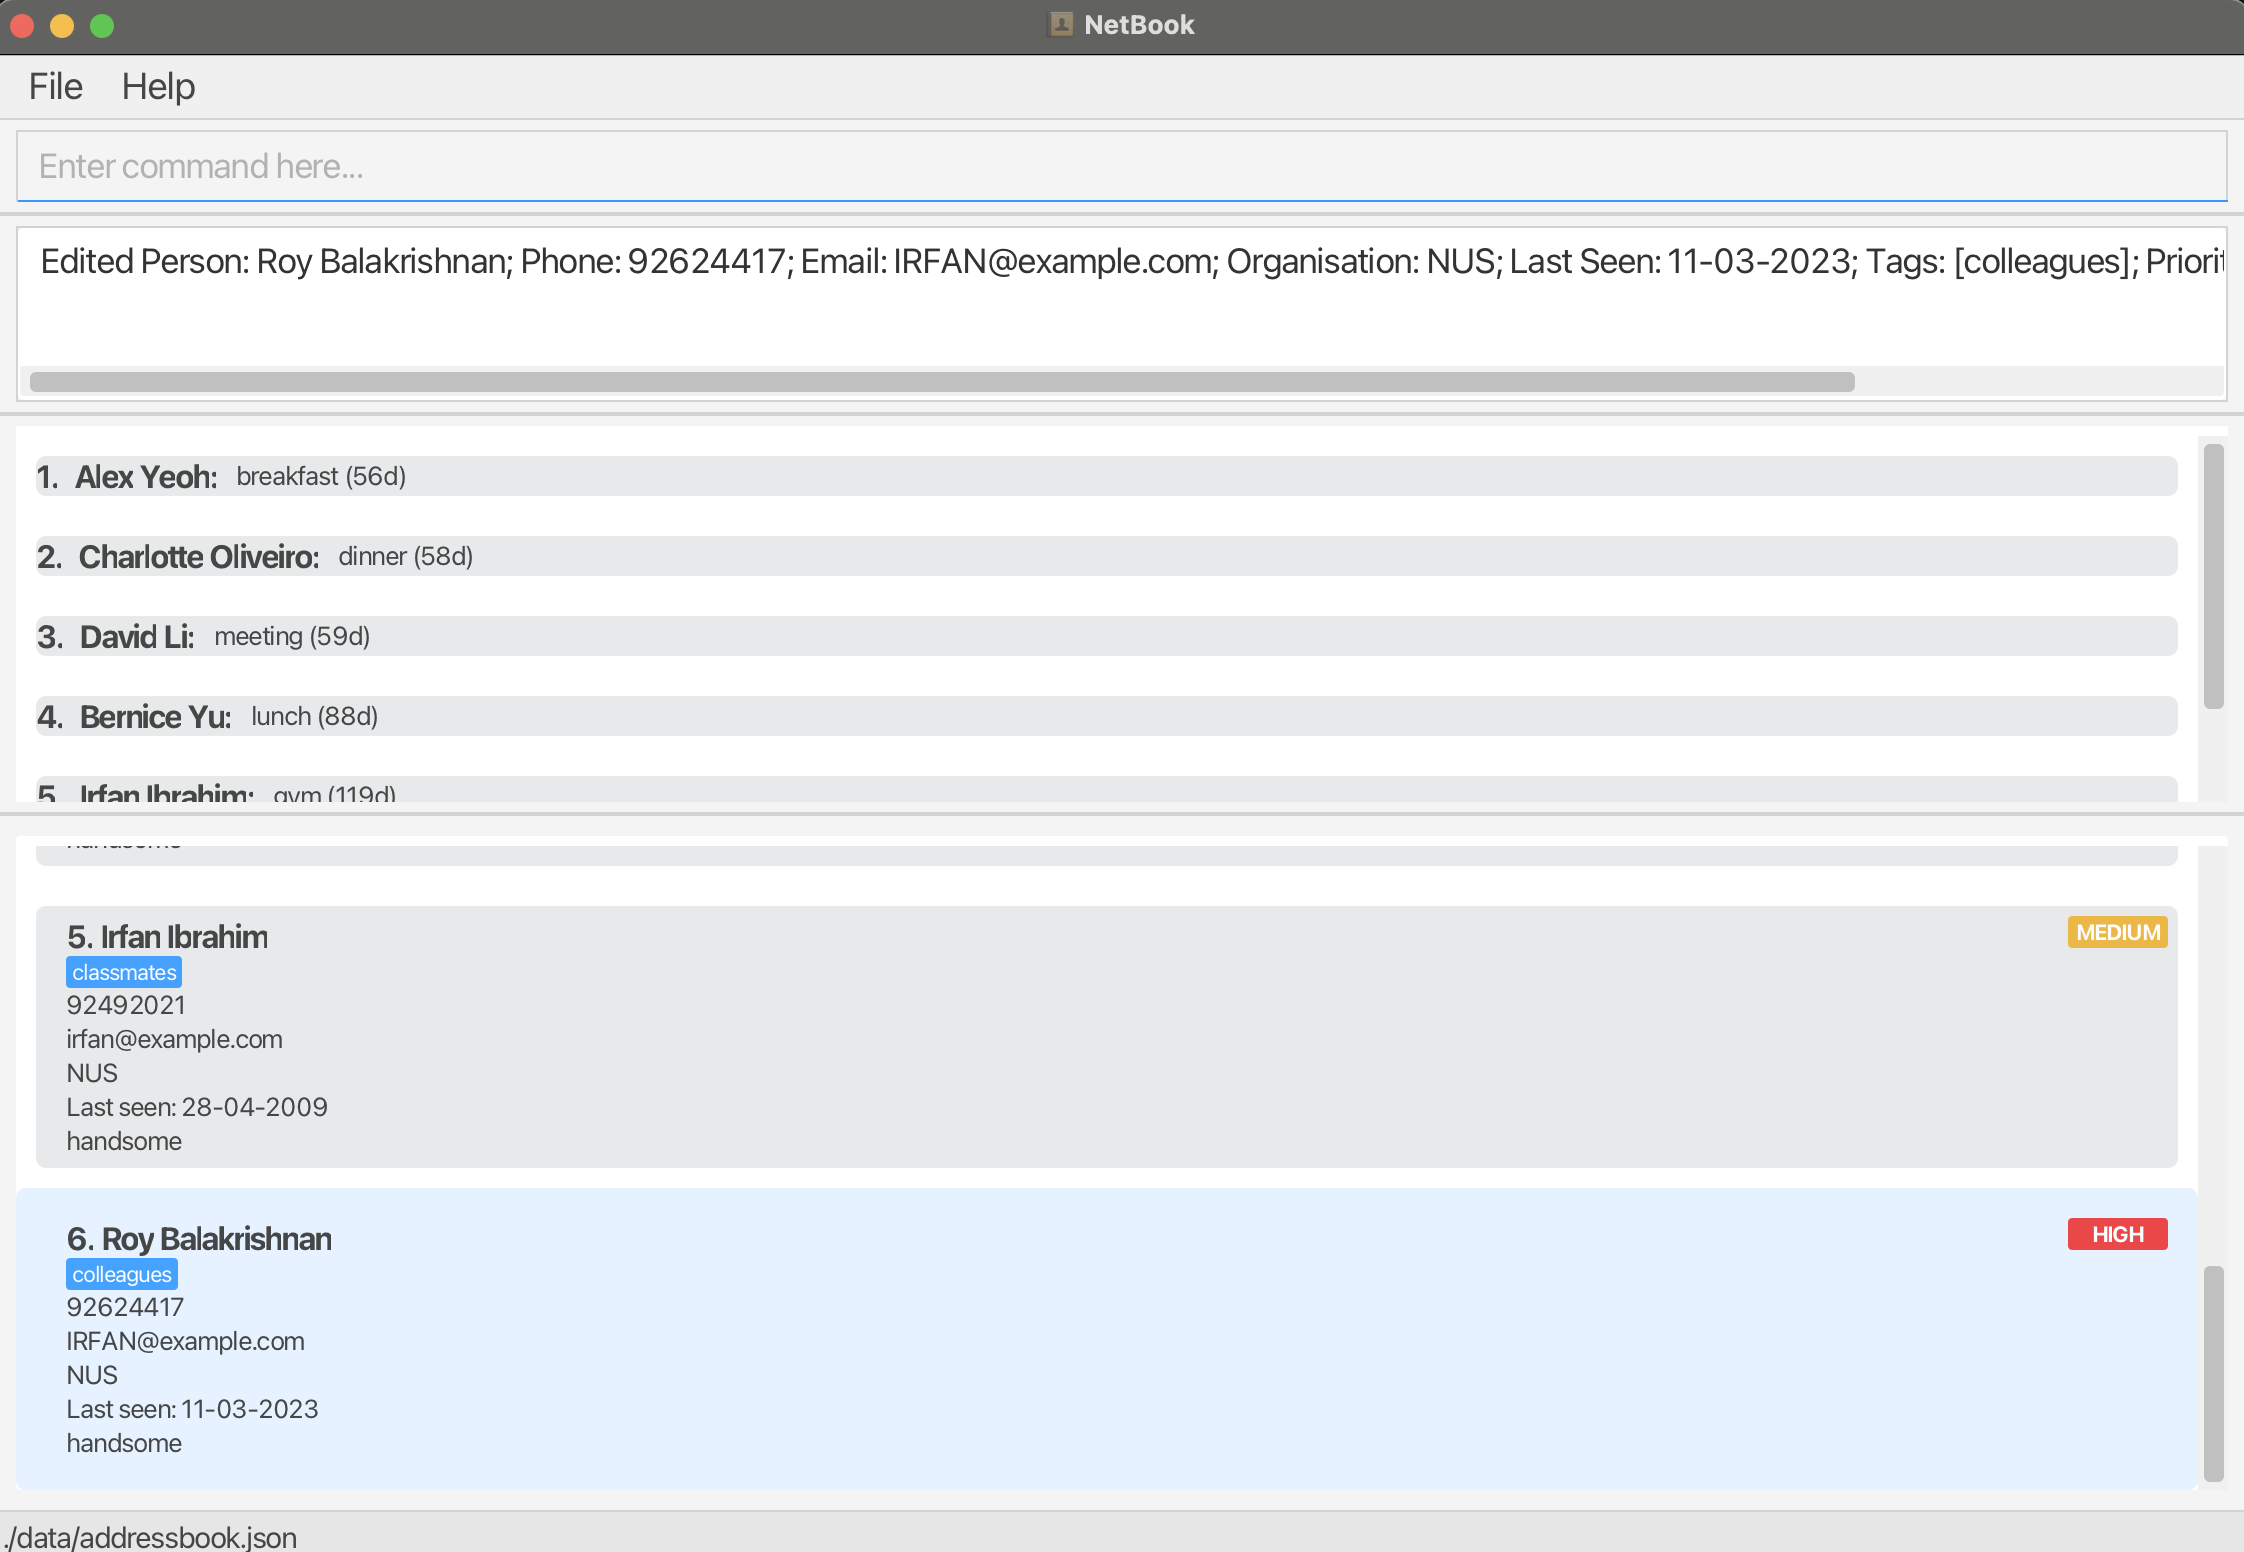 NetBook
File Help
Enter command here...
Edited Person: Roy Balakrishnan; Phone: 92624417; Email: IRFAN@example.com; Organisation: NUS; Last Seen: 11-03-2023; Tags: [colleagues]; Priorit
1. Alex Yeoh: breakfast (56d)
2. Charlotte Oliveiro: dinner (58d)
3. David Li: meeting (59d)
4. Bernice Yu: lunch (88d)
5. Irfan Ibrahim: gym (119d)
5. Irfan Ibrahim MEDIUM
classmates
92492021
irfan@example.com
NUS
Last seen: 28-04-2009
handsome
6. Roy Balakrishnan HIGH
colleagues
92624417
IRFAN@example.com
NUS
Last seen: 11-03-2023
handsome
./data/addressbook.json